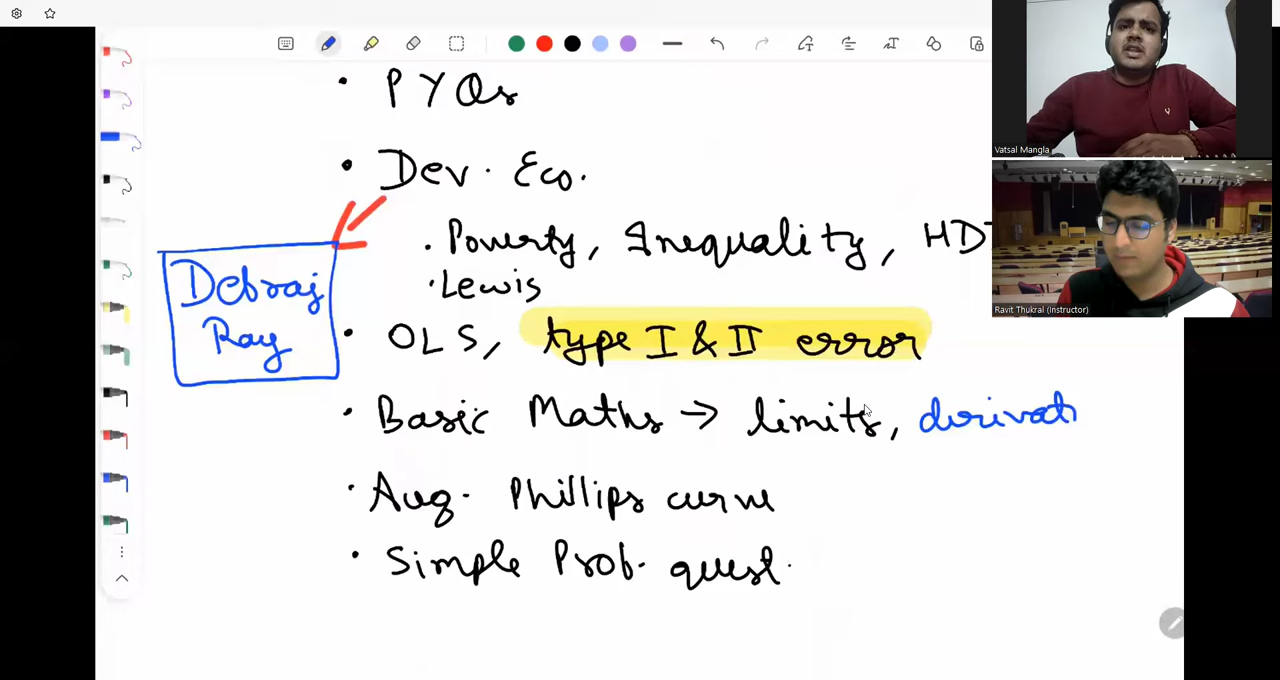 • PYQs
• Dev. Eco.
• Poverty, Inequality, HD
• Lewis
Debraj
Ray
• OLS, type I & II error
• Basic Maths → limits, derivat
• Aug. Phillips curve
• Simple Prob. quest.
Vatsal Mangla
Ravit Thukral (Instructor)